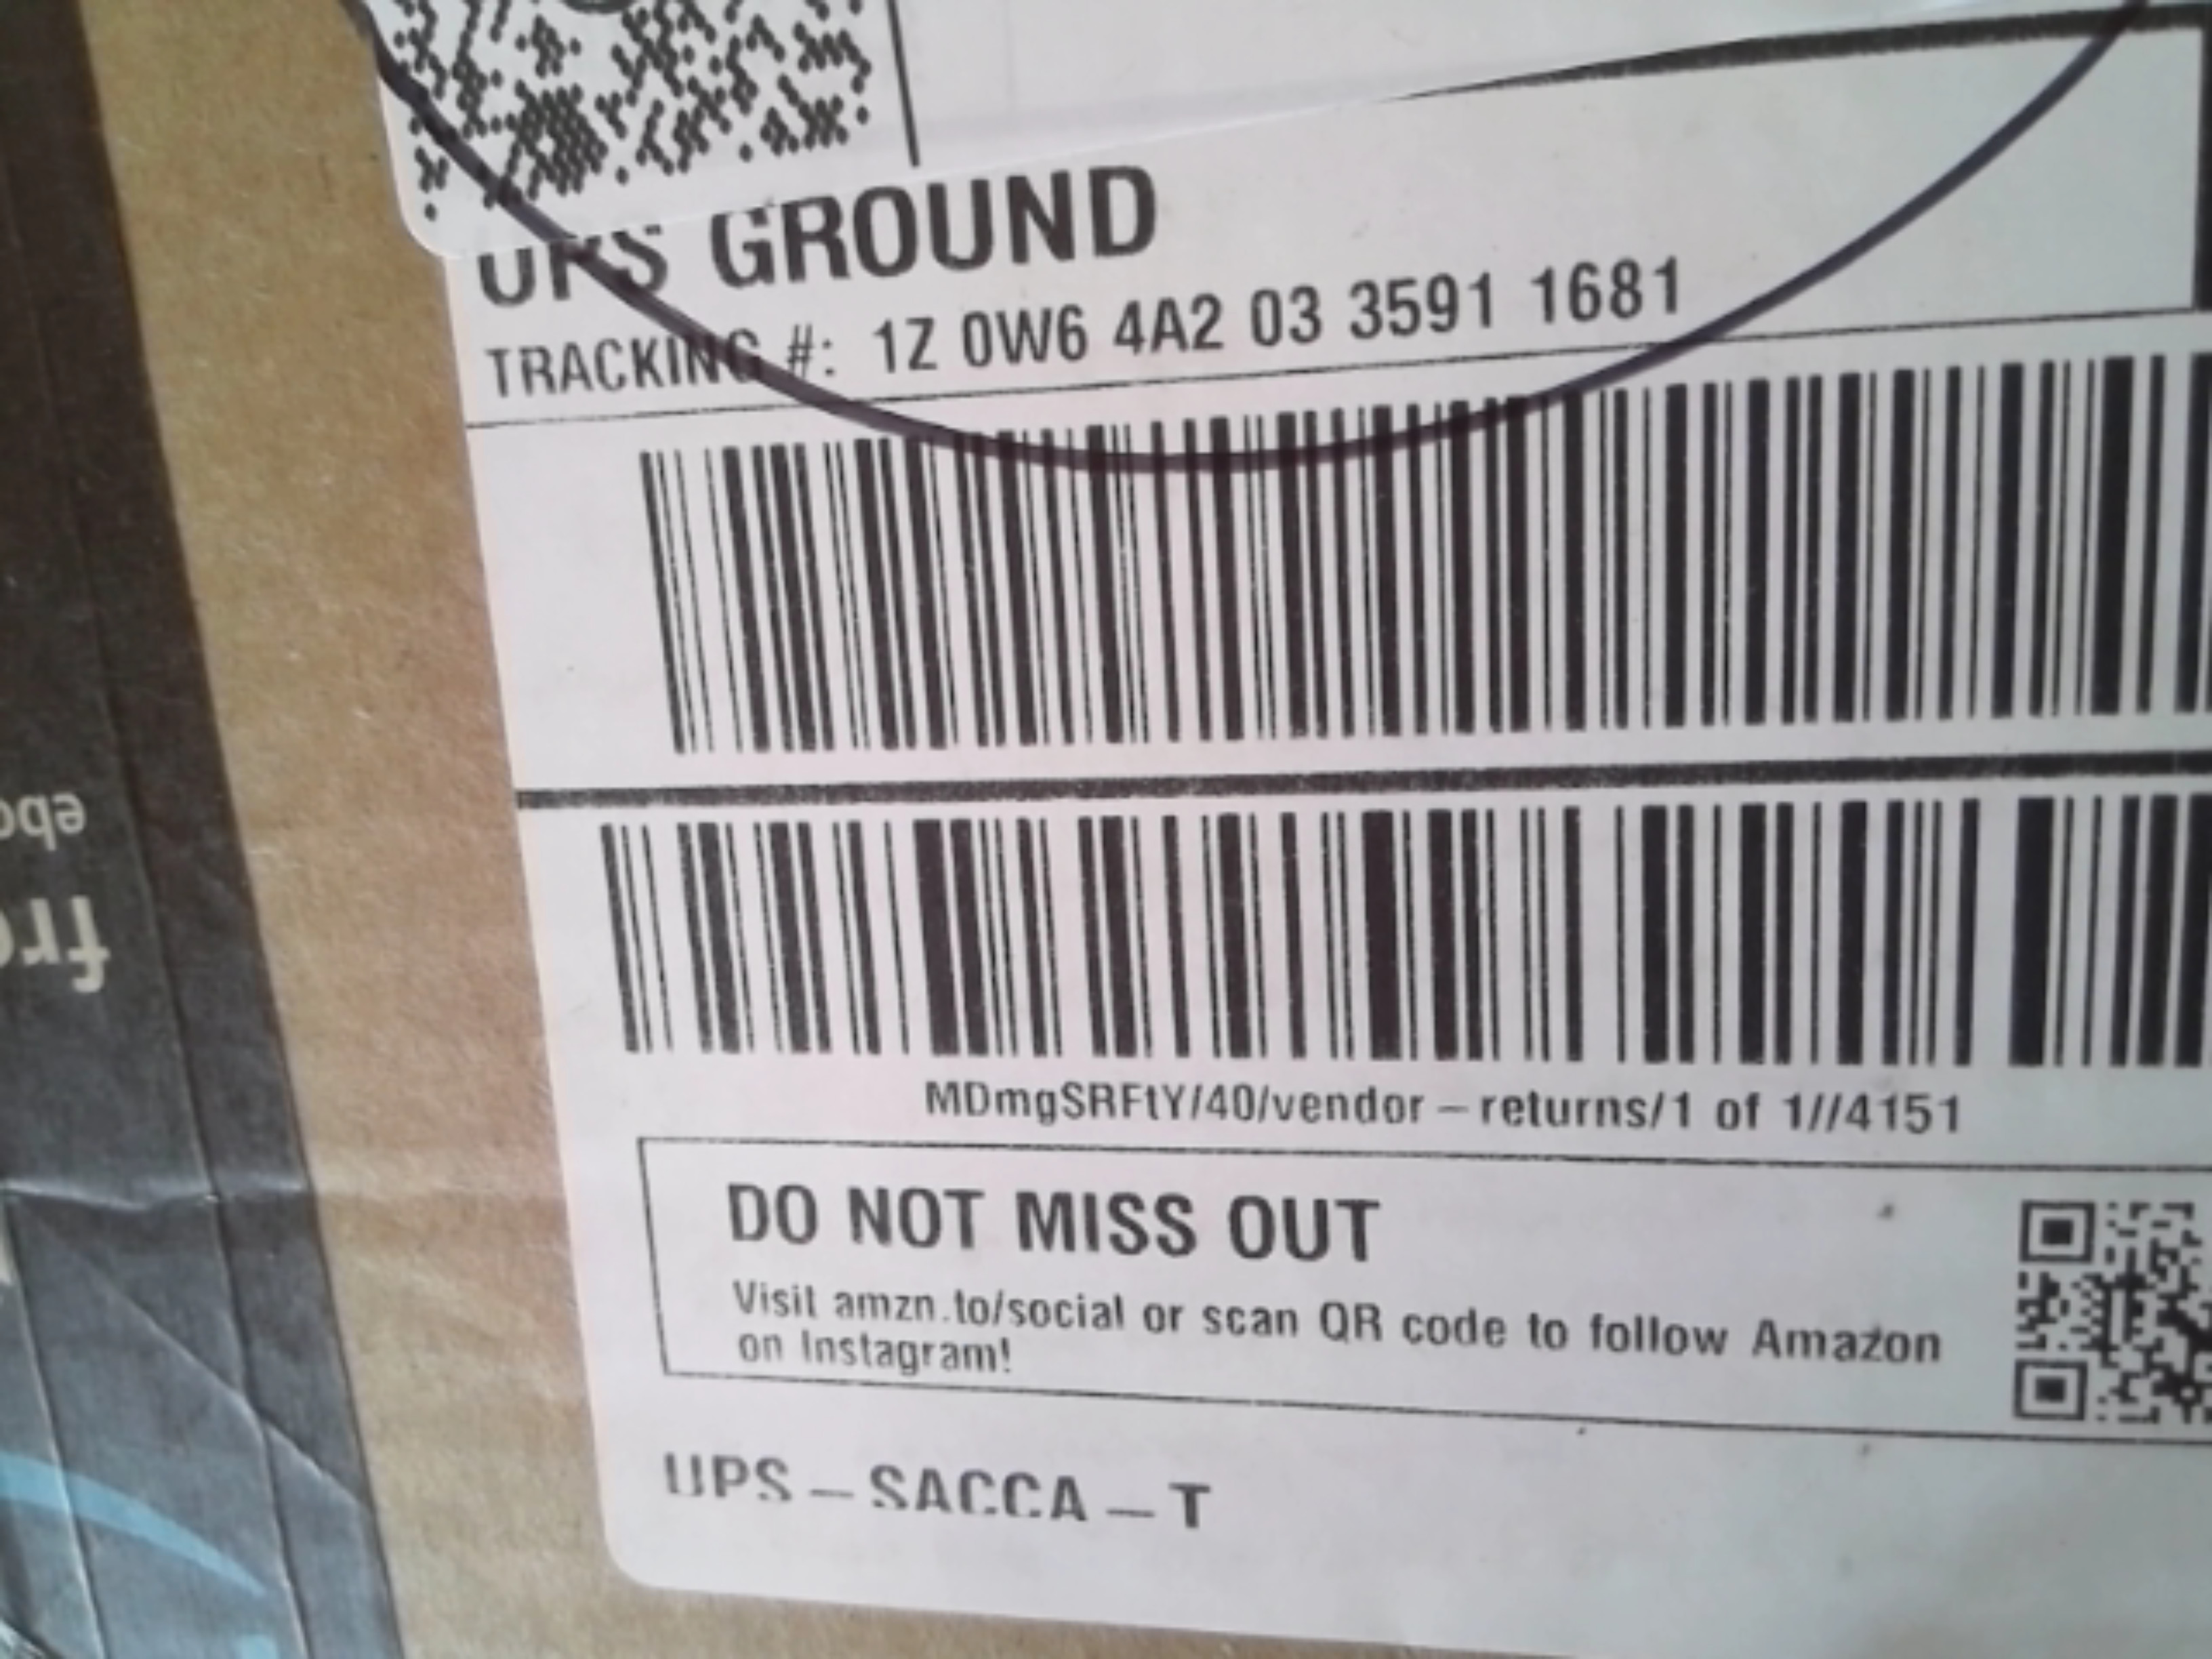 UPS GROUND
TRACKING #: 1Z 0W6 4A2 03 3591 1681
MDmgSRFtY/40/vendor – returns/1 of 1//4151
DO NOT MISS OUT
Visit amzn.to/social or scan QR code to follow Amazon
on Instagram!
UPS – SACCA – T